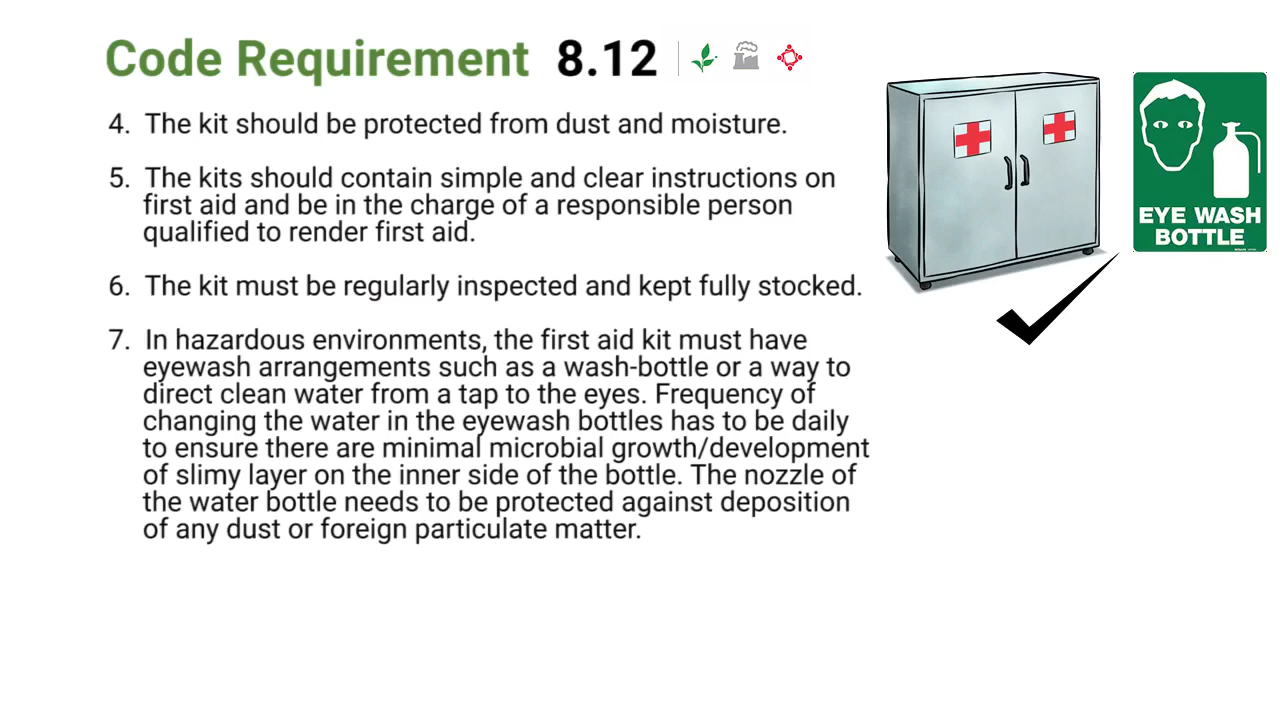 Code Requirement 8.12
4. The kit should be protected from dust and moisture.
5. The kits should contain simple and clear instructions on
first aid and be in the charge of a responsible person
qualified to render first aid.
6. The kit must be regularly inspected and kept fully stocked.
7. In hazardous environments, the first aid kit must have
eyewash arrangements such as a wash-bottle or a way to
direct clean water from a tap to the eyes. Frequency of
changing the water in the eyewash bottles has to be daily
to ensure there are minimal microbial growth/development
of slimy layer on the inner side of the bottle. The nozzle of
the water bottle needs to be protected against deposition
of any dust or foreign particulate matter.
EYE WASH
BOTTLE